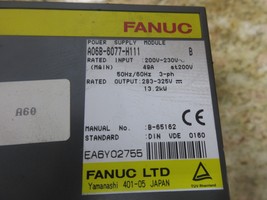 FANUC
POWER SUPPLY MODULE
A06B-6077-H111 B
RATED INPUT 200V-230V~
(MAIN) 49A at200V
50Hz/60Hz 3-ph
RATED OUTPUT :283-325V
13.2kW
A60
MANUAL NO. :B-65162
STANDARD :DIN VDE 0160
EA6Y02755
FANUC LTD
Yamanashi 401-05 JAPAN